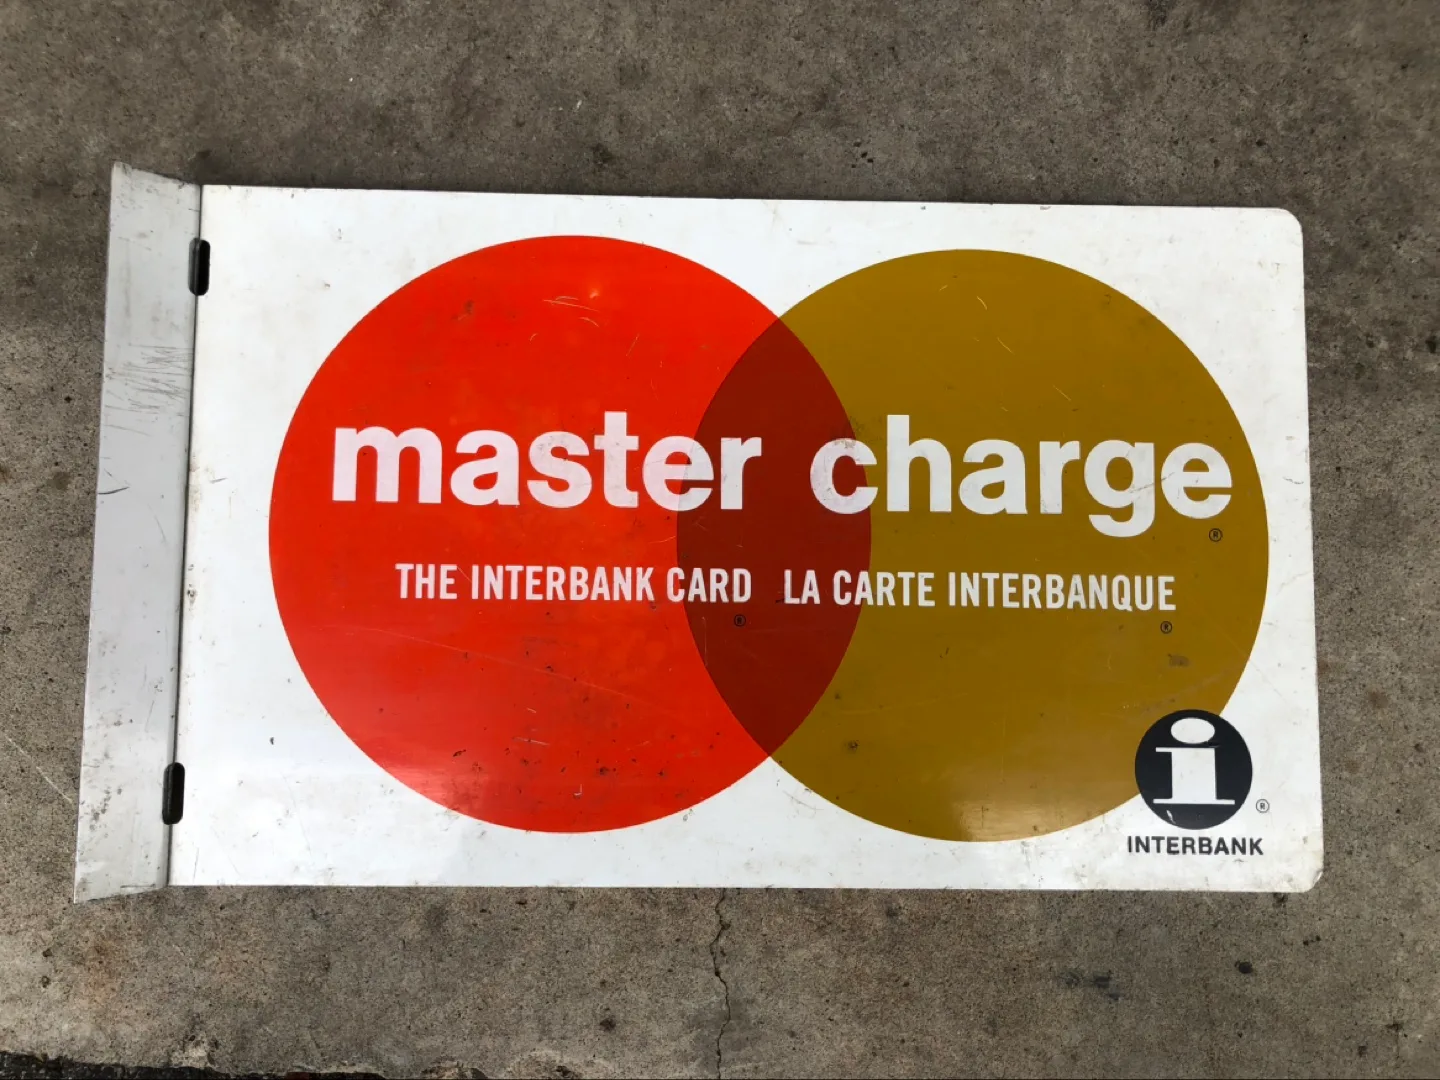 master charge
®
THE INTERBANK CARD LA CARTE INTERBANQUE
® ®
i ®
INTERBANK